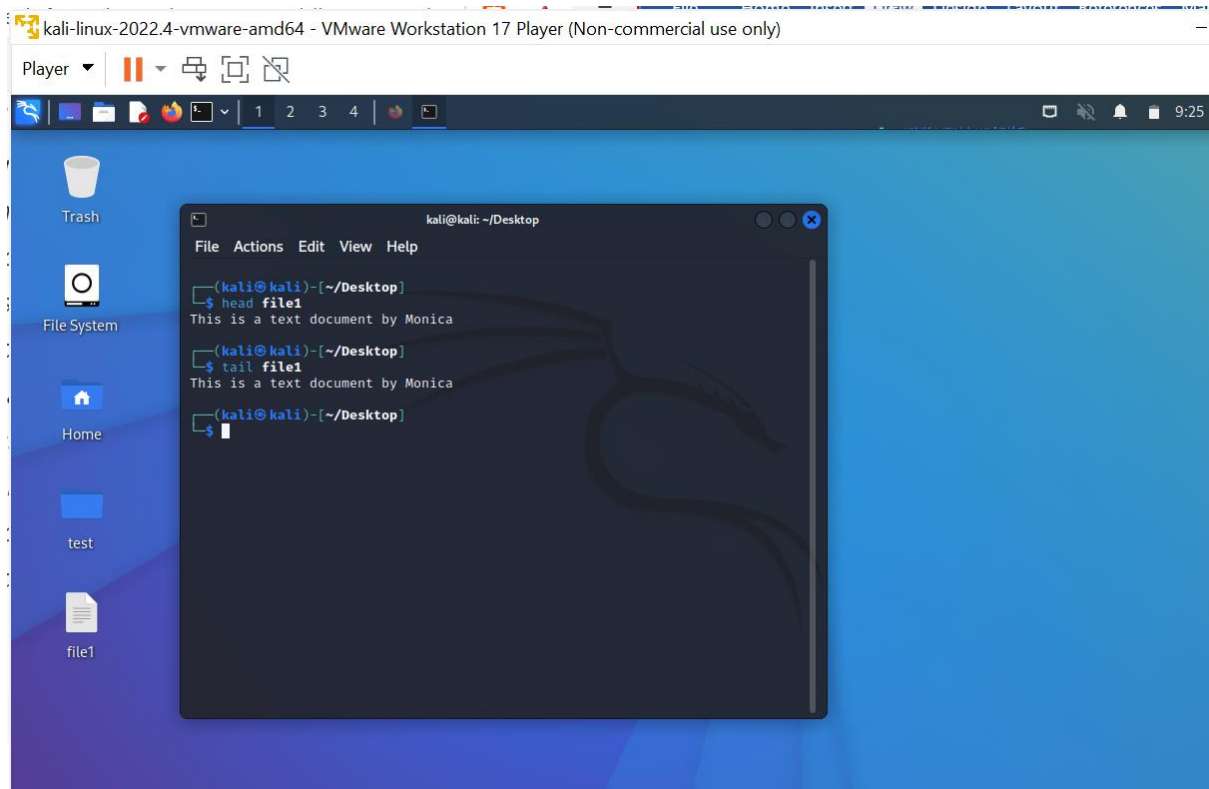 kali-linux-2022.4-vmware-amd64 - VMware Workstation 17 Player (Non-commercial use only)
Player
1 2 3 4 9:25
Trash
File System
Home
test
file1
kali@kali: ~/Desktop
File Actions Edit View Help
┌──(kali㉿kali)-[~/Desktop]
└─$ head file1
This is a text document by Monica
┌──(kali㉿kali)-[~/Desktop]
└─$ tail file1
This is a text document by Monica
┌──(kali㉿kali)-[~/Desktop]
└─$